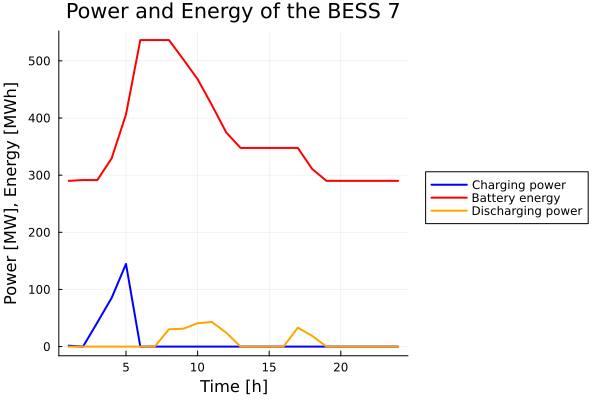 Power and Energy of the BESS 7
Power [MW], Energy [MWh]
500
400
300
200
100
0
5
10
15
20
Time [h]
Charging power
Battery energy
Discharging power